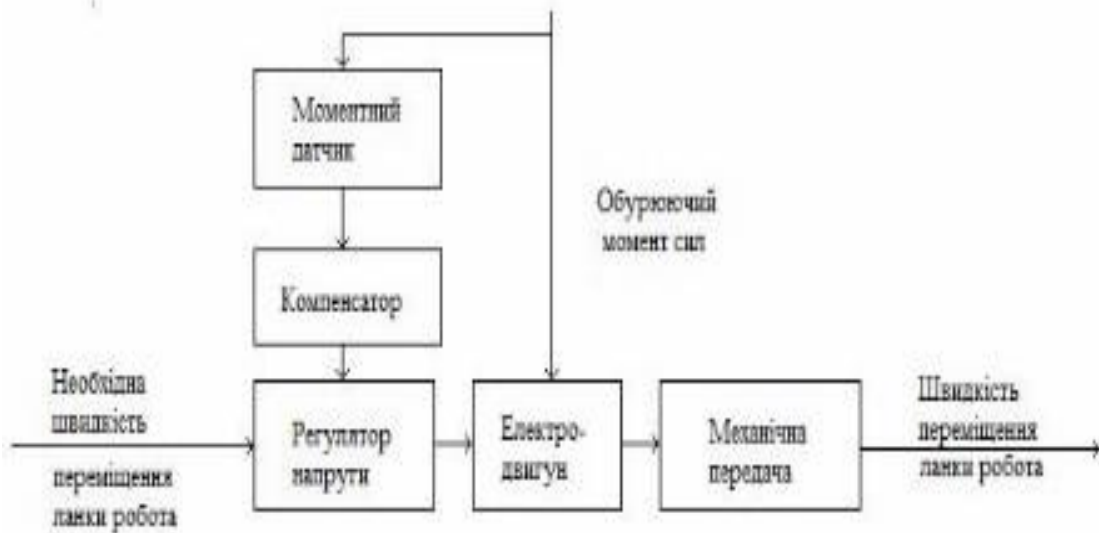 Моментний
датчик
Обурюючий
момент сил
Компенсатор
Необхідна
швидкість
переміщення
ланки робота
Регулятор
напруги
Електро-
двигун
Механічна
передача
Швидкість
переміщення
ланки робота